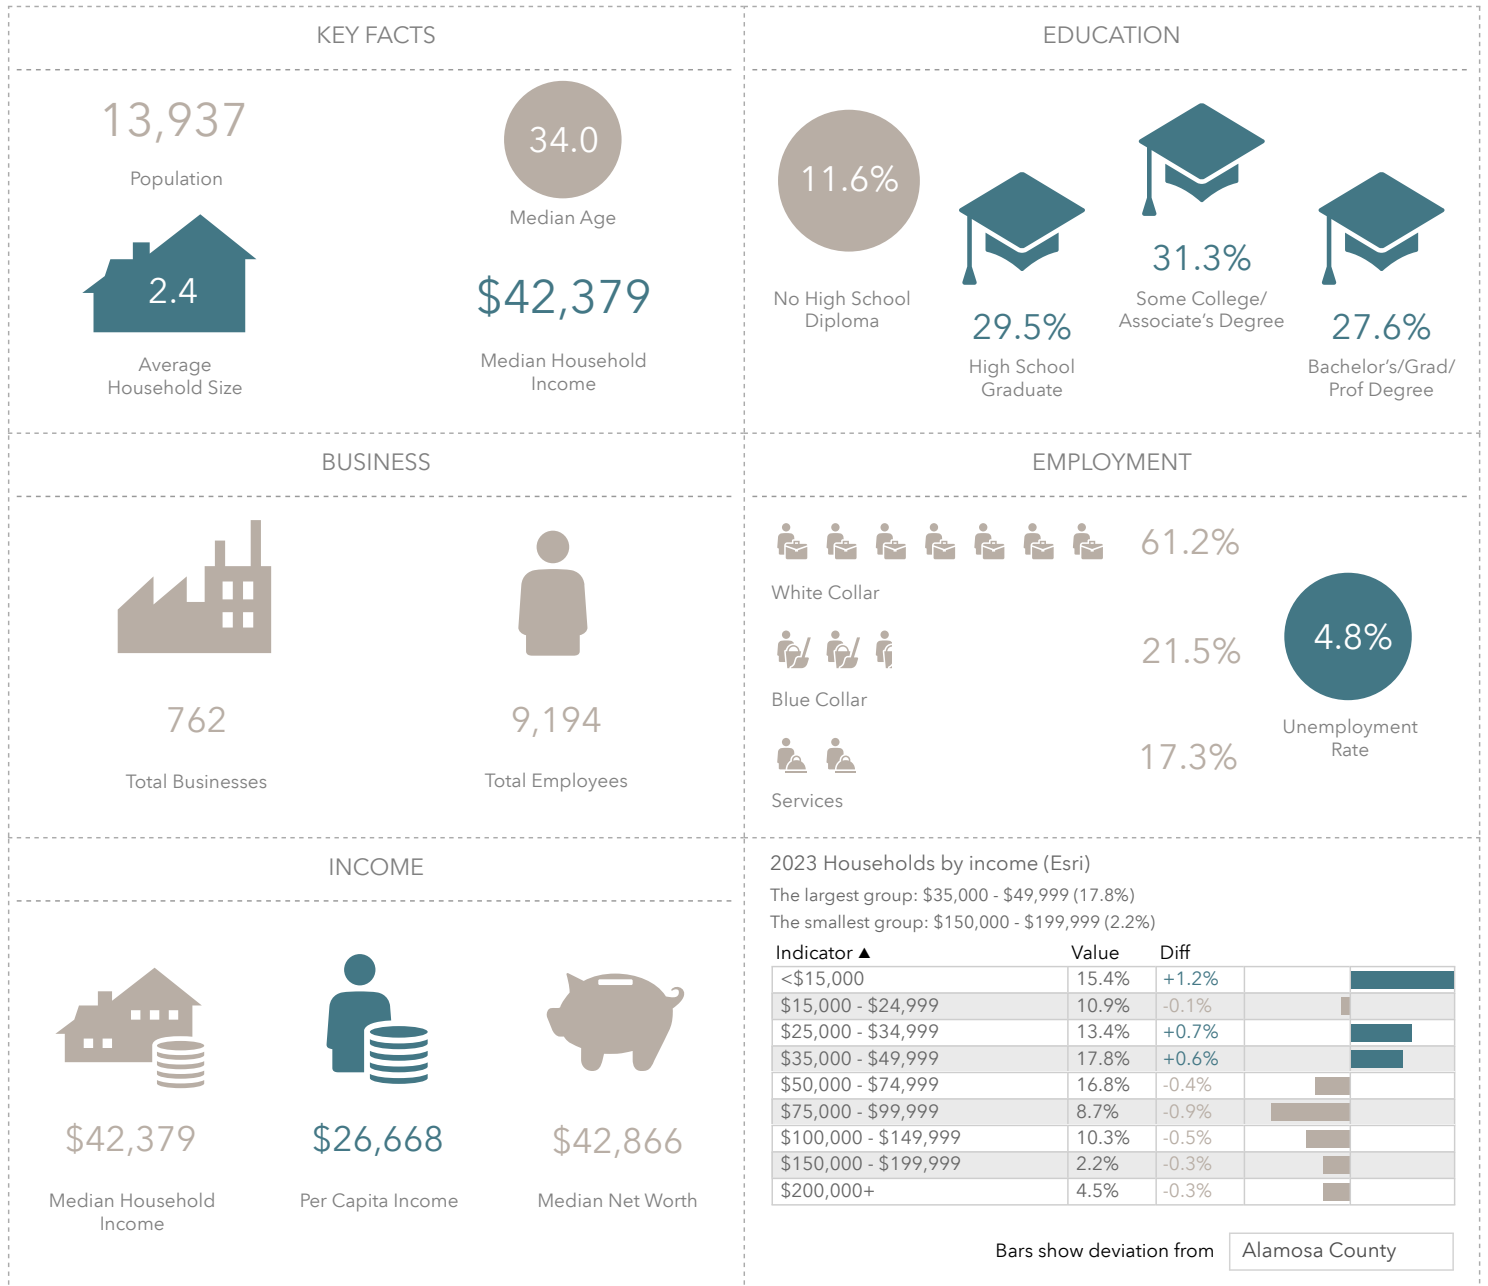 KEY FACTS
13,937
Population
34.0
Median Age
2.4
Average
Household Size
$42,379
Median Household
Income
EDUCATION
11.6%
No High School
Diploma
29.5%
High School
Graduate
31.3%
Some College/
Associate's Degree
27.6%
Bachelor's/Grad/
Prof Degree
BUSINESS
762
Total Businesses
9,194
Total Employees
EMPLOYMENT
61.2%
White Collar
21.5%
Blue Collar
17.3%
Services
4.8%
Unemployment
Rate
INCOME
$42,379
Median Household
Income
$26,668
Per Capita Income
$42,866
Median Net Worth
2023 Households by income (Esri)
The largest group: $35,000 - $49,999 (17.8%)
The smallest group: $150,000 - $199,999 (2.2%)
Indicator ▲ Value Diff
<$15,000 15.4% +1.2%
$15,000 - $24,999 10.9% -0.1%
$25,000 - $34,999 13.4% +0.7%
$35,000 - $49,999 17.8% +0.6%
$50,000 - $74,999 16.8% -0.4%
$75,000 - $99,999 8.7% -0.9%
$100,000 - $149,999 10.3% -0.5%
$150,000 - $199,999 2.2% -0.3%
$200,000+ 4.5% -0.3%
Bars show deviation from Alamosa County